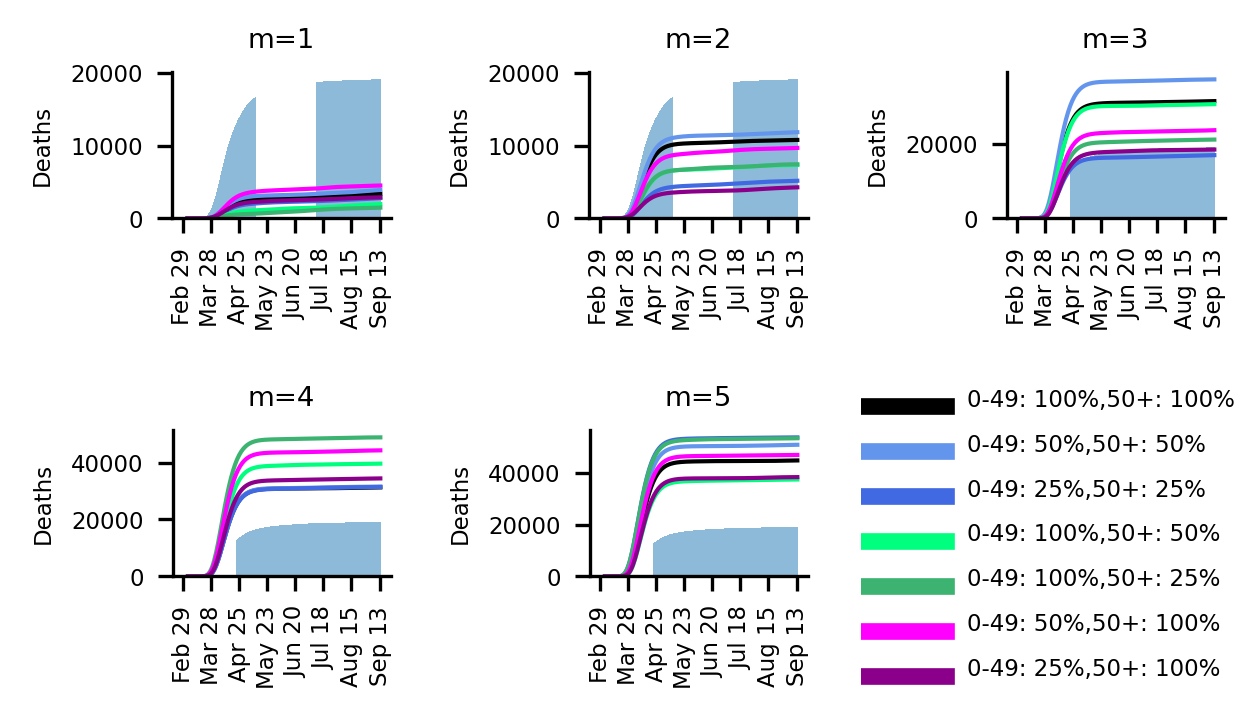 m=1
Deaths
20000
10000
0
Feb 29
Mar 28
Apr 25
May 23
Jun 20
Jul 18
Aug 15
Sep 13
m=2
Deaths
20000
10000
0
Feb 29
Mar 28
Apr 25
May 23
Jun 20
Jul 18
Aug 15
Sep 13
m=3
Deaths
20000
0
Feb 29
Mar 28
Apr 25
May 23
Jun 20
Jul 18
Aug 15
Sep 13
m=4
Deaths
40000
20000
0
Feb 29
Mar 28
Apr 25
May 23
Jun 20
Jul 18
Aug 15
Sep 13
m=5
Deaths
40000
20000
0
Feb 29
Mar 28
Apr 25
May 23
Jun 20
Jul 18
Aug 15
Sep 13
0-49: 100%,50+: 100%
0-49: 50%,50+: 50%
0-49: 25%,50+: 25%
0-49: 100%,50+: 50%
0-49: 100%,50+: 25%
0-49: 50%,50+: 100%
0-49: 25%,50+: 100%